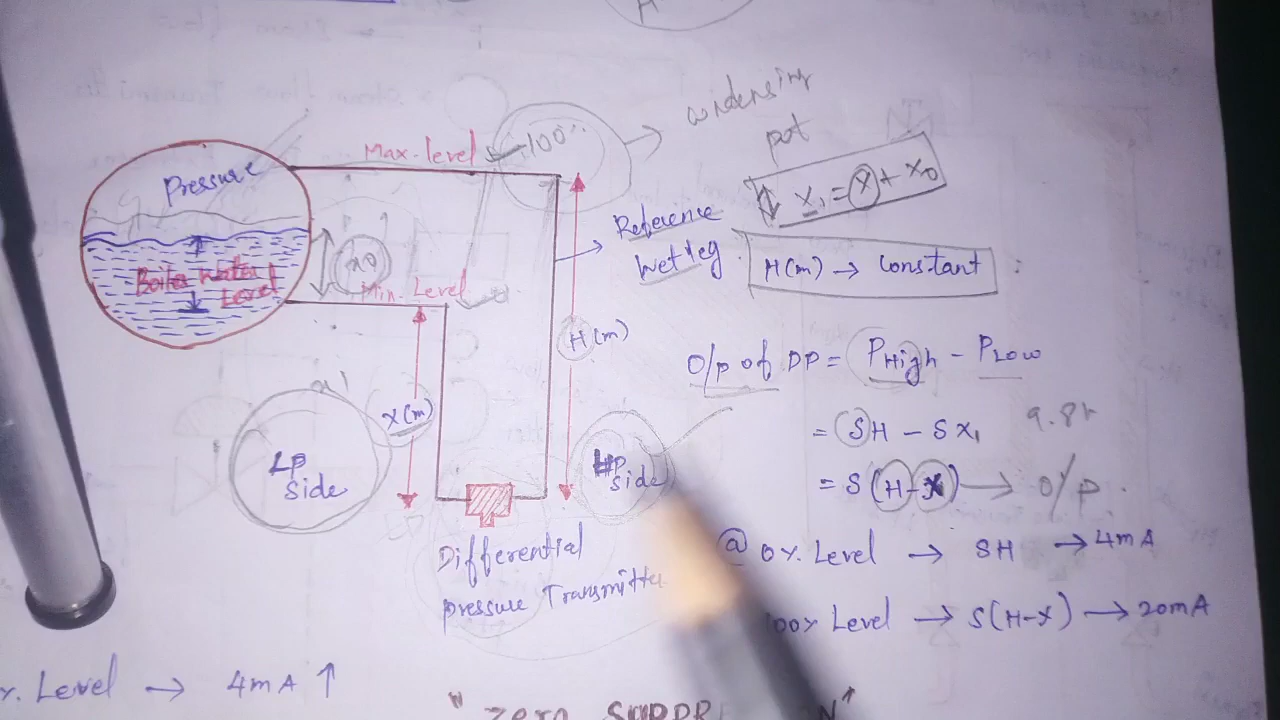 condensing
pot
Max. level
100%
Pressure
x₁ = x + x₀
Reference
wet leg
H(m) → constant
Boiler water
Level
x₀
Min. Level
H(m)
O/p of DP = PHigh - PLow
x(m)
= SH - Sx₁
9.8
LP
side
HP
side
= S(H-x) → O/p.
@ 0%. Level → SH → 4mA
Differential
pressure Transmitter
100% Level → S(H-x) → 20mA
%. Level → 4mA ↑
"Zero